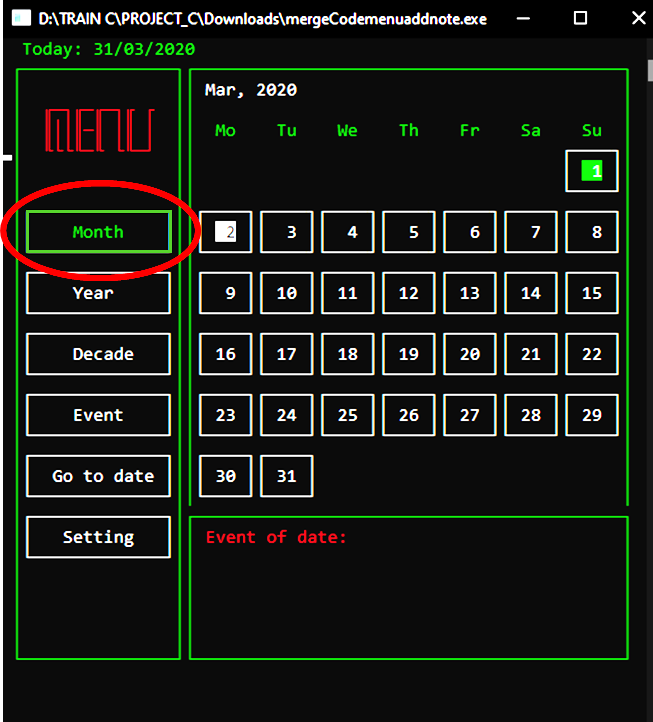 D:\TRAIN C\PROJECT_C\Downloads\mergeCodemenuaddnote.exe
Today: 31/03/2020
MENU
Month
Year
Decade
Event
Go to date
Setting
Mar, 2020
Mo Tu We Th Fr Sa Su
1
2 3 4 5 6 7 8
9 10 11 12 13 14 15
16 17 18 19 20 21 22
23 24 25 26 27 28 29
30 31
Event of date: